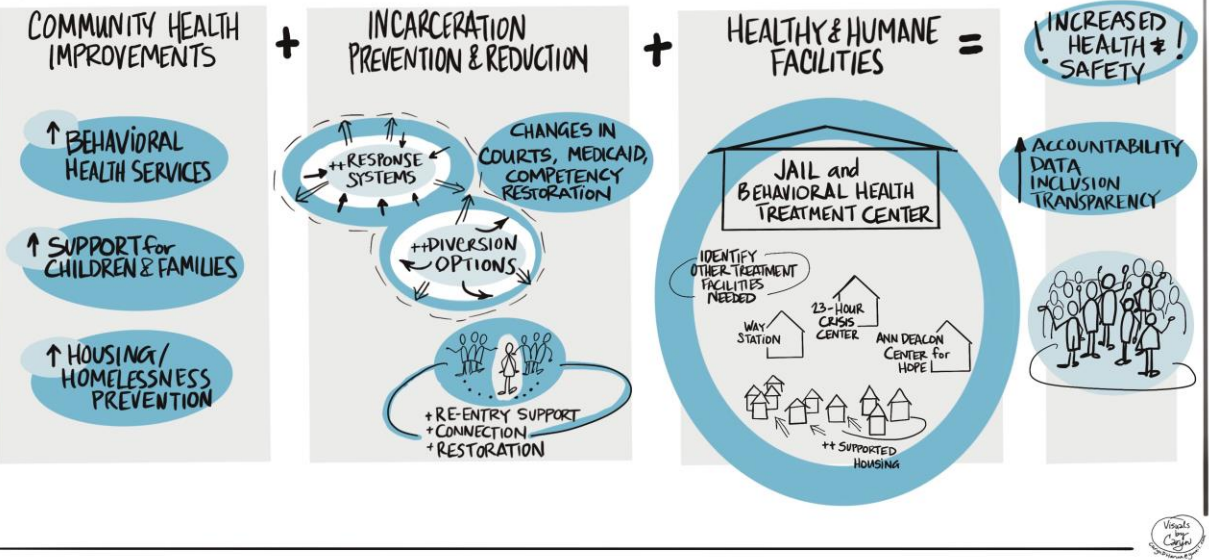 COMMUNITY HEALTH
IMPROVEMENTS
+
INCARCERATION
PREVENTION & REDUCTION
+
HEALTHY & HUMANE
FACILITIES
=
! INCREASED !
HEALTH &
SAFETY
↑ BEHAVIORAL
HEALTH SERVICES
↑ SUPPORT for
CHILDREN & FAMILIES
↑ HOUSING/
HOMELESSNESS
PREVENTION
++ RESPONSE
SYSTEMS
CHANGES IN
COURTS, MEDICAID,
COMPETENCY
RESTORATION
++ DIVERSION
OPTIONS
+ RE-ENTRY SUPPORT
+ CONNECTION
+ RESTORATION
JAIL and
BEHAVIORAL HEALTH
TREATMENT CENTER
IDENTIFY
OTHER TREATMENT
FACILITIES
NEEDED
23-HOUR
CRISIS
CENTER
WAY
STATION
ANN DEACON
CENTER for
HOPE
++ SUPPORTED
HOUSING
↑ ACCOUNTABILITY
DATA
INCLUSION
TRANSPARENCY
Visuals
by
Caryn